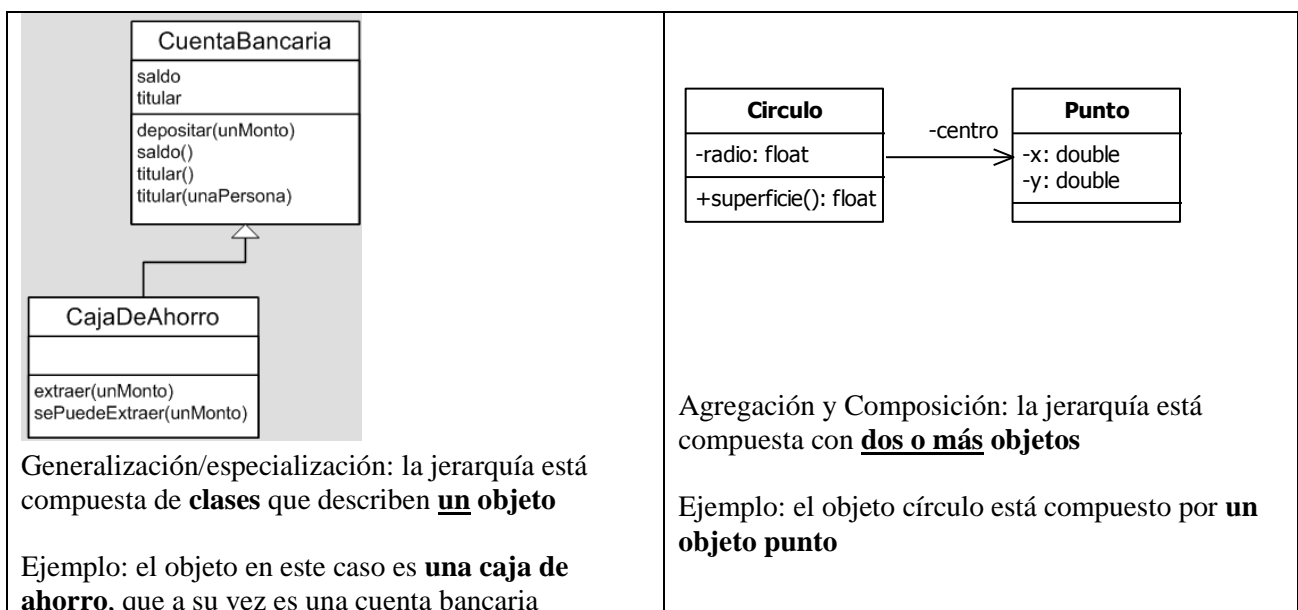 CuentaBancaria
saldo
titular
depositar(unMonto)
saldo()
titular()
titular(unaPersona)
CajaDeAhorro
extraer(unMonto)
sePuedeExtraer(unMonto)
Generalización/especialización: la jerarquía está
compuesta de clases que describen un objeto
Ejemplo: el objeto en este caso es una caja de
ahorro, que a su vez es una cuenta bancaria
Circulo
-radio: float
+superficie(): float
-centro
Punto
-x: double
-y: double
Agregación y Composición: la jerarquía está
compuesta con dos o más objetos
Ejemplo: el objeto círculo está compuesto por un
objeto punto